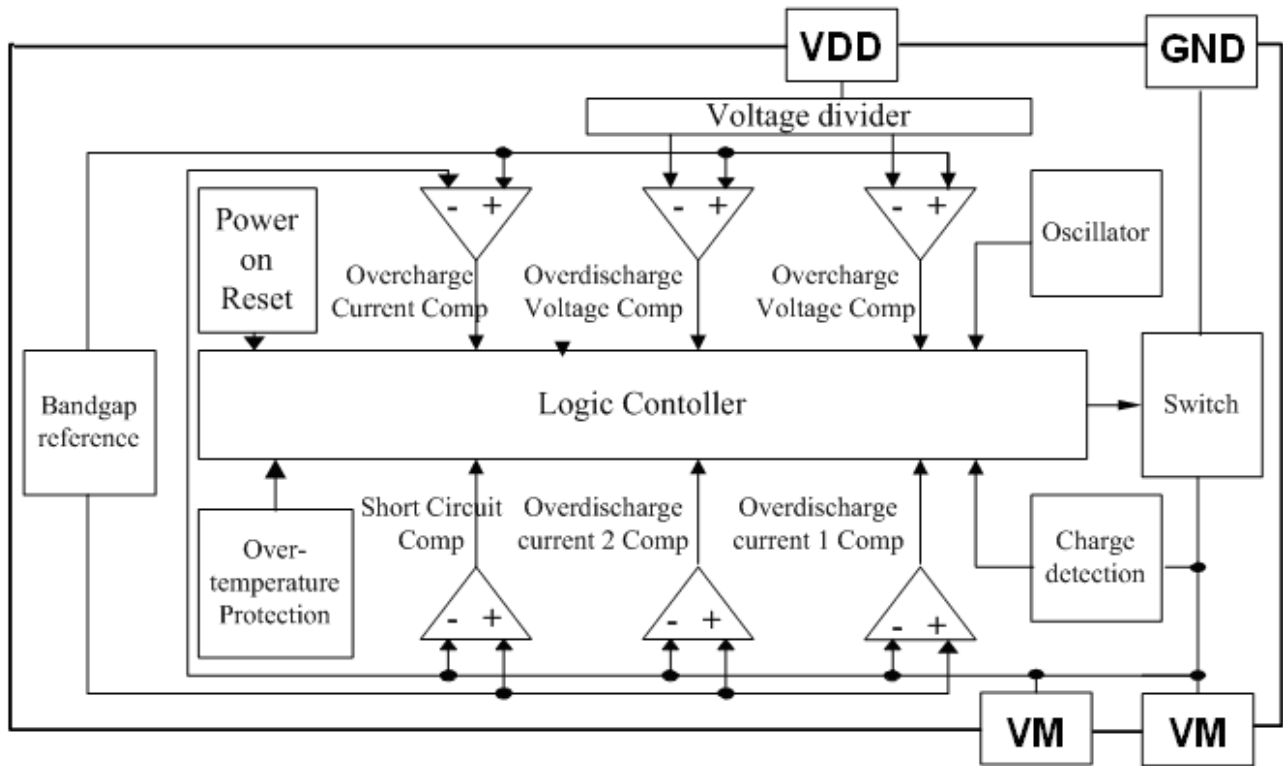 VDD
GND
Voltage divider
- +
- +
- +
Power
on
Reset
Oscillator
Overcharge
Current Comp
Overdischarge
Voltage Comp
Overcharge
Voltage Comp
Bandgap
reference
Logic Contoller
Switch
Short Circuit
Comp
Overdischarge
current 2 Comp
Overdischarge
current 1 Comp
Over-
temperature
Protection
Charge
detection
- +
- +
- +
VM
VM